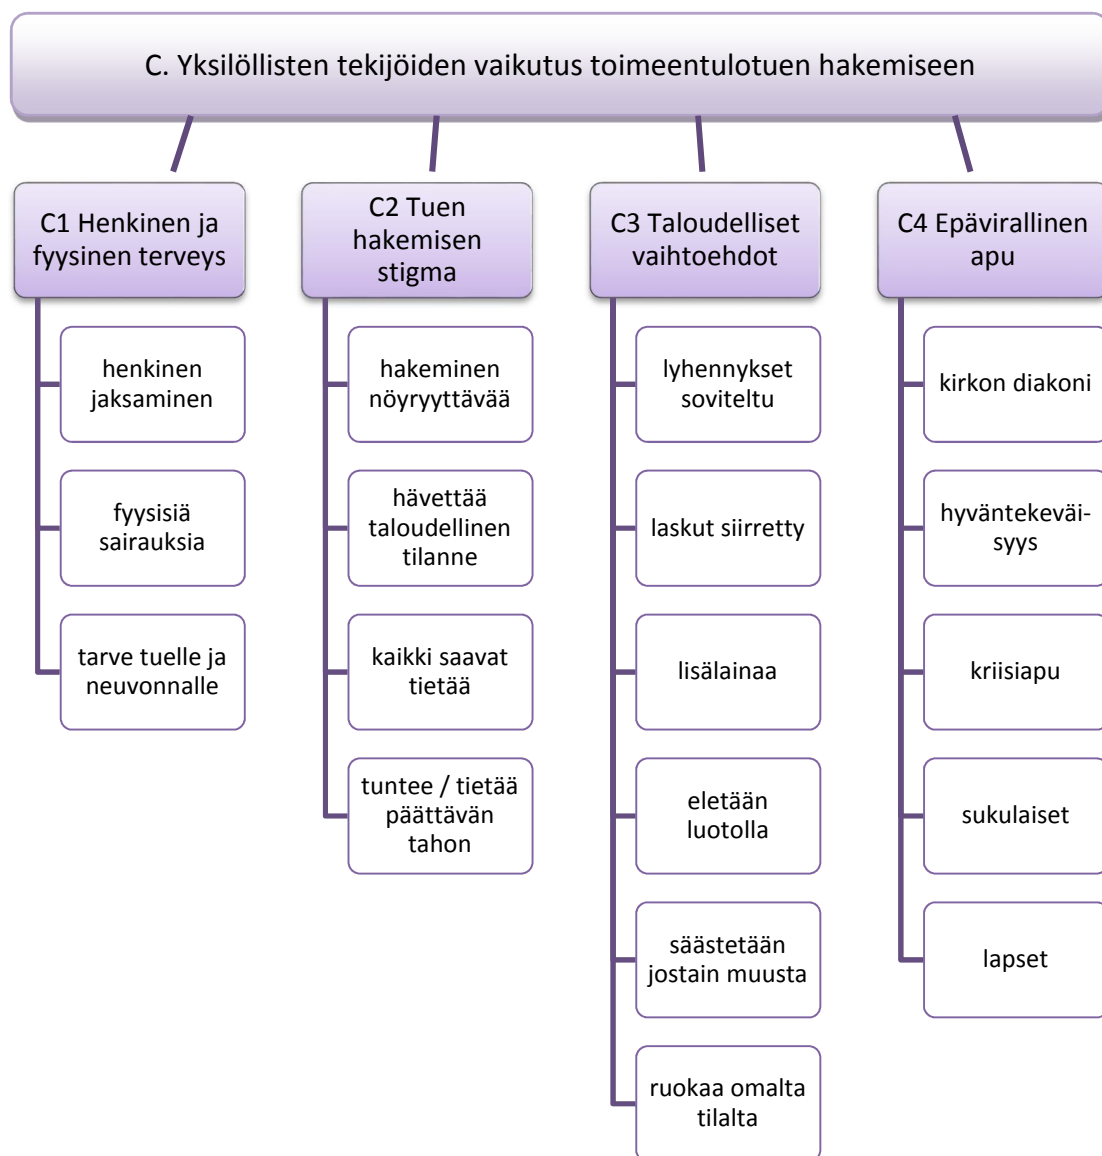 C. Yksilöllisten tekijöiden vaikutus toimeentulotuen hakemiseen
C1 Henkinen ja
fyysinen terveys
henkinen
jaksaminen
fyysisiä
sairauksia
tarve tuelle ja
neuvonnalle
C2 Tuen
hakemisen
stigma
hakeminen
nöyryyttävää
hävettää
taloudellinen
tilanne
kaikki saavat
tietää
tuntee / tietää
päättävän
tahon
C3 Taloudelliset
vaihtoehdot
lyhennykset
soviteltu
laskut siirretty
lisälainaa
eletään
luotolla
säästetään
jostain muusta
ruokaa omalta
tilalta
C4 Epävirallinen
apu
kirkon diakoni
hyväntekeväi-
syys
kriisiapu
sukulaiset
lapset